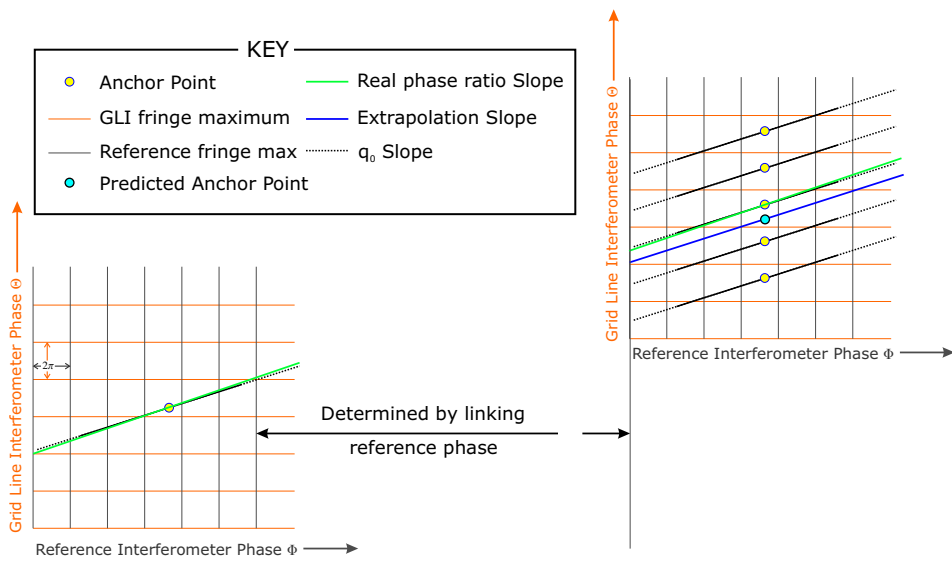 KEY
Anchor Point
Real phase ratio Slope
GLI fringe maximum
Extrapolation Slope
Reference fringe max
q₀ Slope
Predicted Anchor Point
Grid Line Interferometer Phase Θ
Reference Interferometer Phase Φ
Grid Line Interferometer Phase Θ
2π
Determined by linking
reference phase
Reference Interferometer Phase Φ